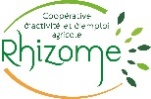 Coopérative
d'activité et d'emploi
agricole
Rhizome